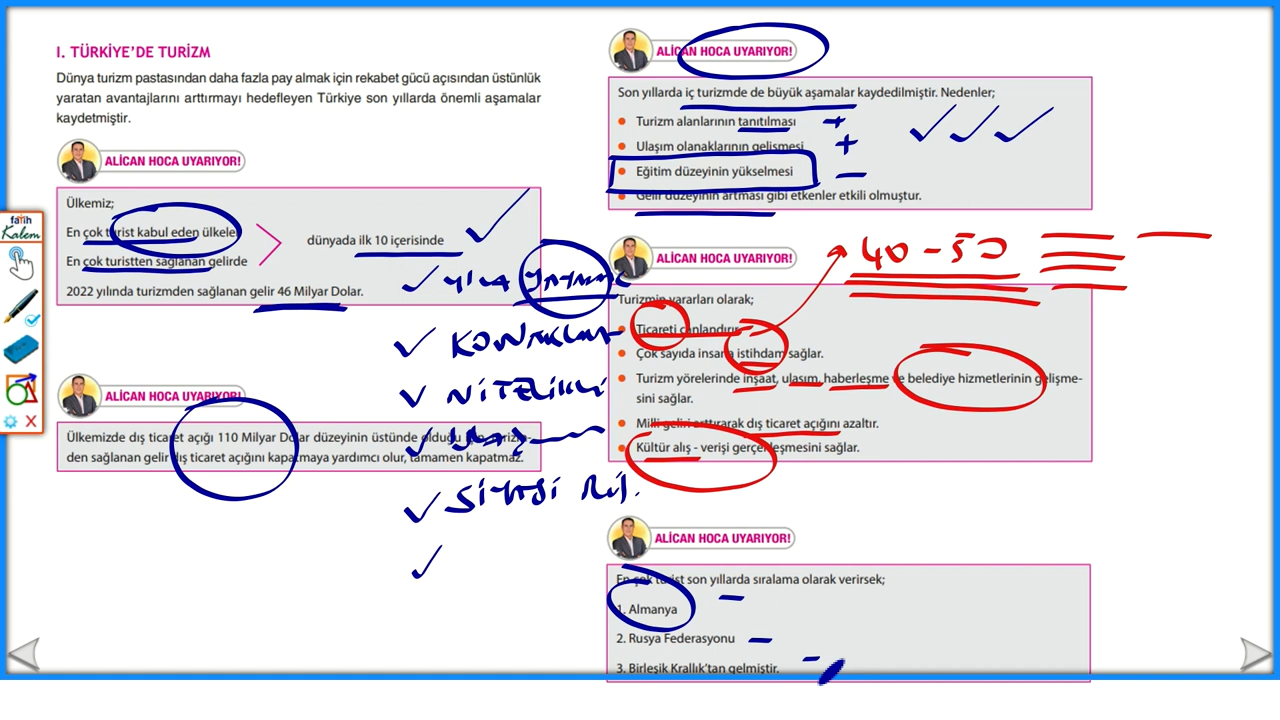 I. TÜRKİYE'DE TURİZM
Dünya turizm pastasından daha fazla pay almak için rekabet gücü açısından üstünlük
yaratan avantajlarını arttırmayı hedefleyen Türkiye son yıllarda önemli aşamalar
kaydetmiştir.
ALİCAN HOCA UYARIYOR!
Ülkemiz;
En çok turist kabul eden ülkeler
En çok turistten sağlanan gelirde
dünyada ilk 10 içerisinde
2022 yılında turizmden sağlanan gelir 46 Milyar Dolar.
KONAKLAMA
NİTELİKLİ
SİYASİ
ALİCAN HOCA UYARIYOR!
Ülkemizde dış ticaret açığı 110 Milyar Dolar düzeyinin üstünde olduğu için turizm-
den sağlanan gelir dış ticaret açığını kapatmaya yardımcı olur, tamamen kapatmaz.
ALİCAN HOCA UYARIYOR!
Son yıllarda iç turizmde de büyük aşamalar kaydedilmiştir. Nedenler;
Turizm alanlarının tanıtılması
Ulaşım olanaklarının gelişmesi
Eğitim düzeyinin yükselmesi
Gelir düzeyinin artması gibi etkenler etkili olmuştur.
ALİCAN HOCA UYARIYOR!
40-50
Turizmin yararları olarak;
Ticareti canlandırır.
Çok sayıda insana istihdam sağlar.
Turizm yörelerinde inşaat, ulaşım, haberleşme ve belediye hizmetlerinin gelişme-
sini sağlar.
Milli geliri arttırarak dış ticaret açığını azaltır.
Kültür alış - verişi gerçekleşmesini sağlar.
ALİCAN HOCA UYARIYOR!
En çok turist son yıllarda sıralama olarak verirsek;
1. Almanya
2. Rusya Federasyonu
3. Birleşik Krallık'tan gelmiştir.
fatih
Kalem